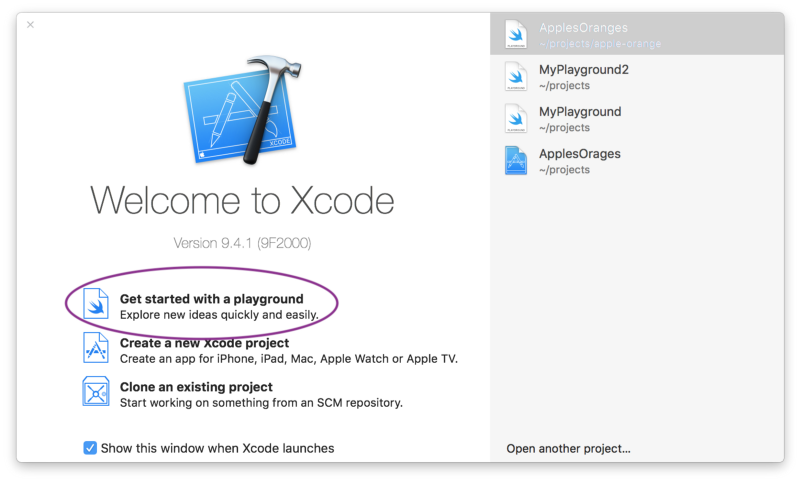 XCODE
Welcome to Xcode
Version 9.4.1 (9F2000)
Get started with a playground
Explore new ideas quickly and easily.
Create a new Xcode project
Create an app for iPhone, iPad, Mac, Apple Watch or Apple TV.
Clone an existing project
Start working on something from an SCM repository.
Show this window when Xcode launches
ApplesOranges
~/projects/apple-orange
MyPlayground2
~/projects
MyPlayground
~/projects
ApplesOrages
~/projects
Open another project...